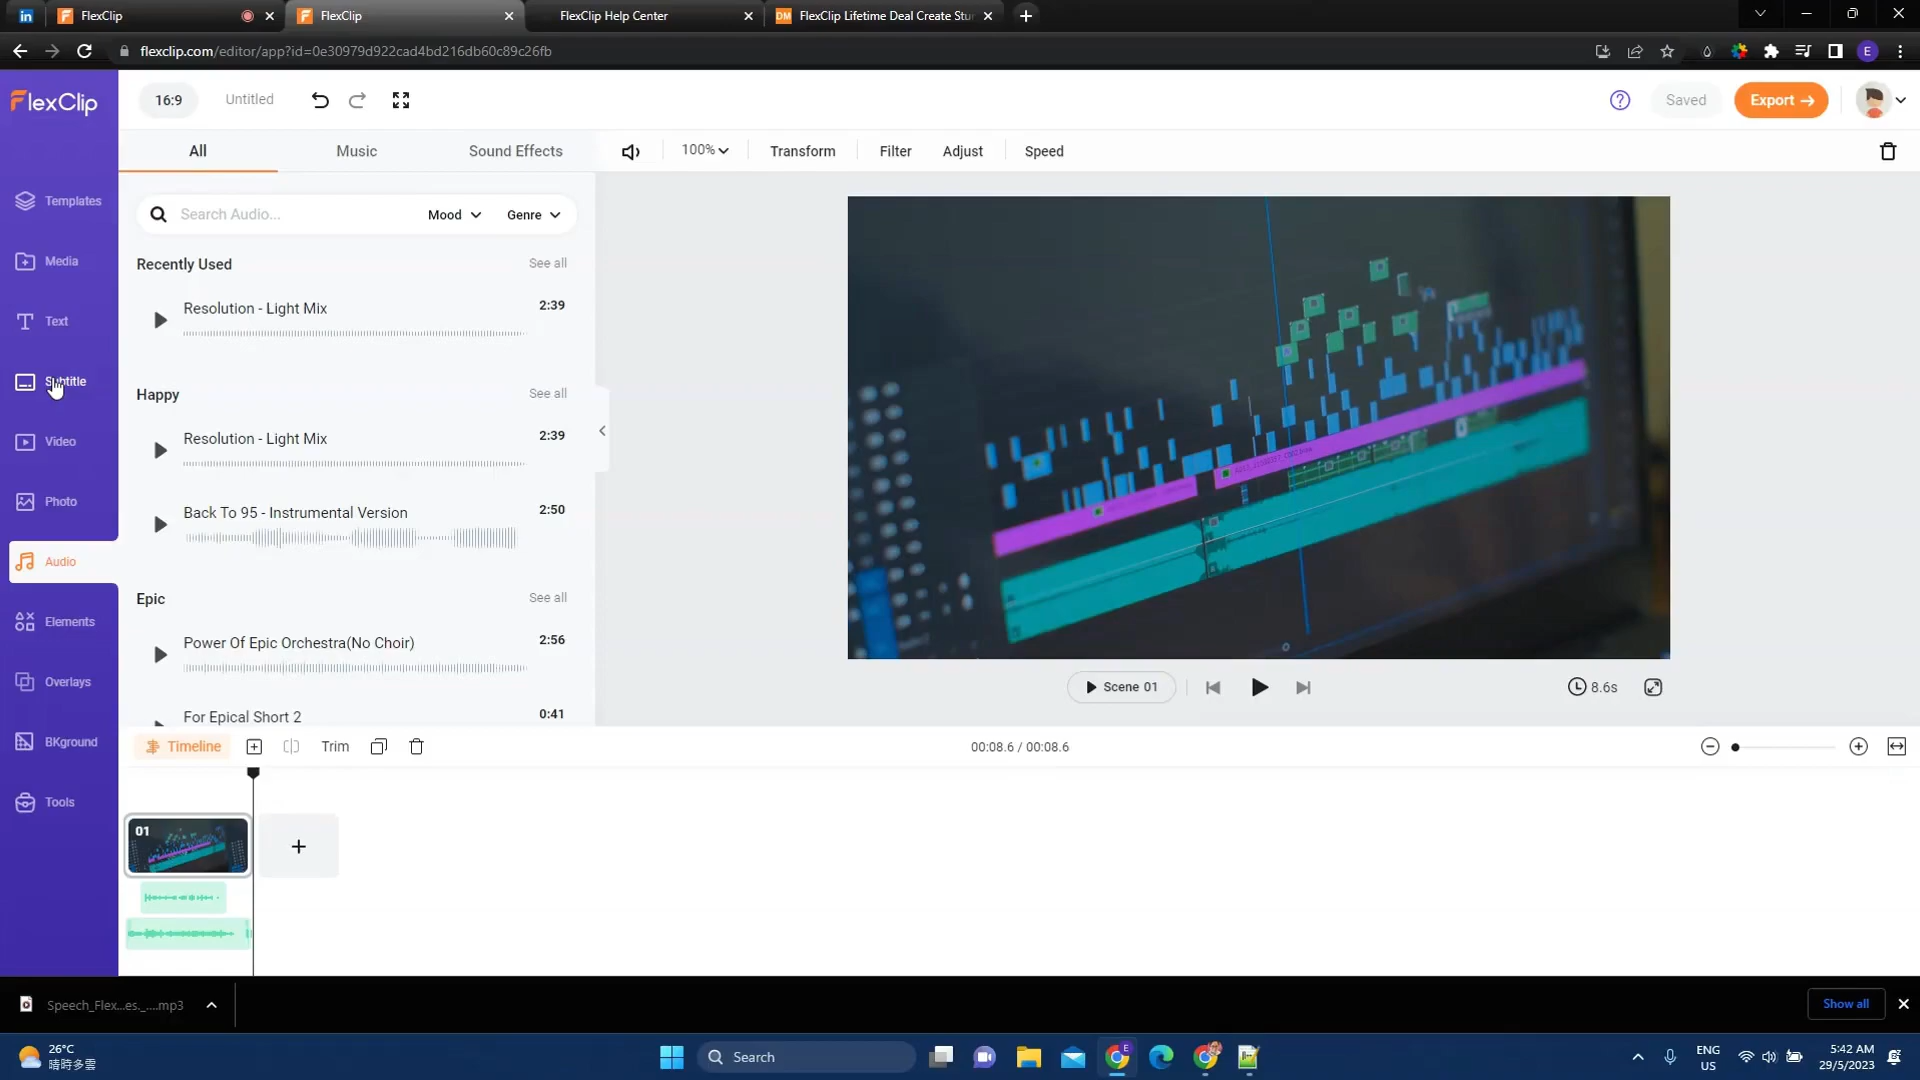 FlexClip
FlexClip
FlexClip Help Center
DM
FlexClip Lifetime Deal Create Stu
flexclip.com/editor/app?id=0e30979d922cad4bd216db60c89c26fb
E
FlexClip
16:9
Untitled
Saved
Export
All
Music
Sound Effects
100%
Transform
Filter
Adjust
Speed
Templates
Media
Text
Subtitle
Video
Photo
Audio
Elements
Overlays
BKground
Tools
Search Audio...
Mood
Genre
Recently Used
See all
Resolution - Light Mix
2:39
Happy
See all
Resolution - Light Mix
2:39
Back To 95 - Instrumental Version
2:50
Epic
See all
Power Of Epic Orchestra(No Choir)
2:56
For Epical Short 2
0:41
Scene 01
8.6s
Timeline
Trim
00:08.6 / 00:08.6
01
Speech_Flex...es._....mp3
Show all
26°C
晴時多雲
Search
ENG
US
5:42 AM
29/5/2023